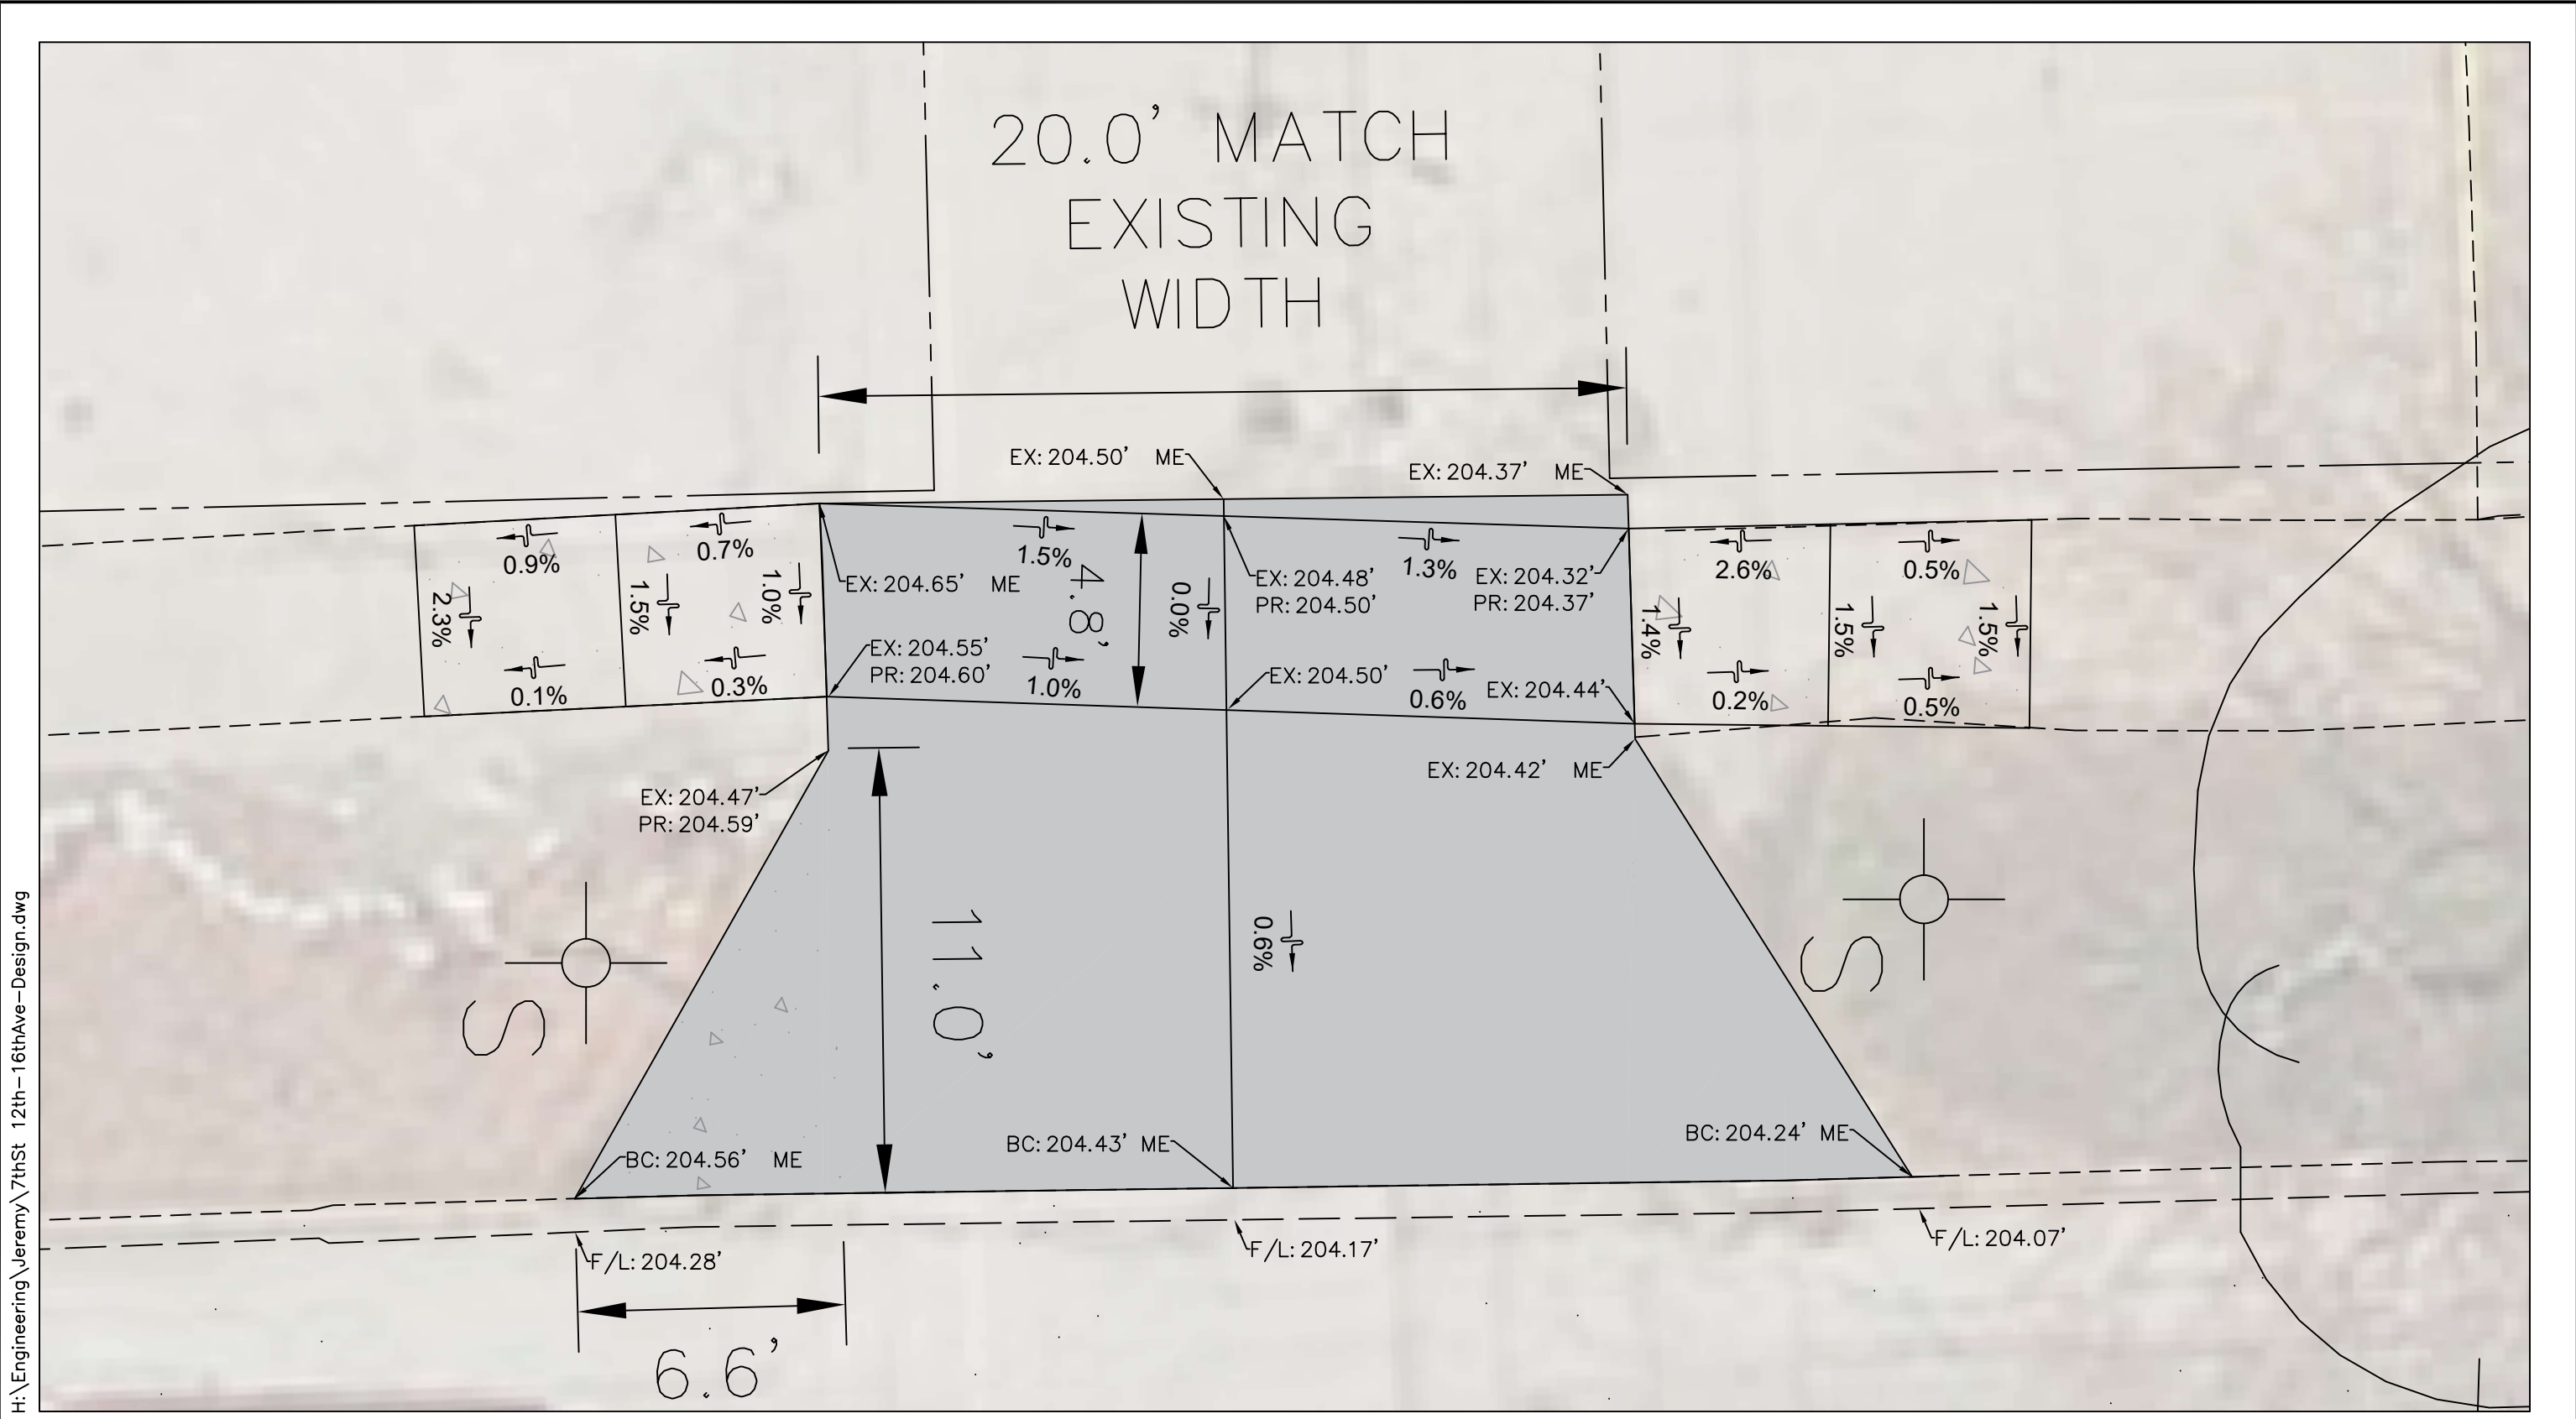 20.0' MATCH
EXISTING
WIDTH
EX: 204.50' ME
EX: 204.37' ME
0.9%
0.7%
1.5%
1.3%
2.6%
0.5%
EX: 204.65' ME
4.8'
EX: 204.48'
PR: 204.50'
EX: 204.32'
PR: 204.37'
2.3%
1.5%
1.0%
0.0%
1.4%
1.5%
1.5%
EX: 204.55'
PR: 204.60'
0.1%
0.3%
1.0%
EX: 204.50'
0.6%
EX: 204.44'
0.2%
0.5%
EX: 204.47'
PR: 204.59'
EX: 204.42' ME
11.0'
0.6%
S
S
BC: 204.56' ME
BC: 204.43' ME
BC: 204.24' ME
F/L: 204.28'
F/L: 204.17'
F/L: 204.07'
6.6'
H:\Engineering\Jeremy\7thSt 12th-16thAve-Design.dwg